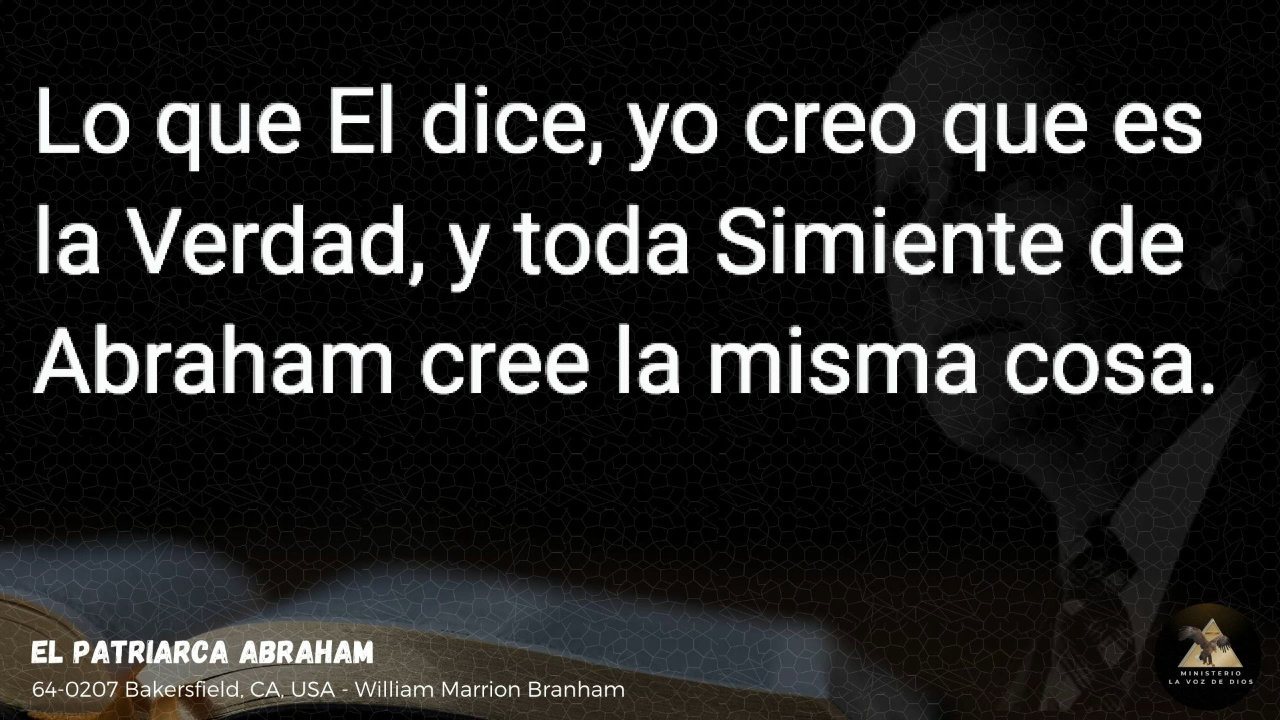 Lo que El dice, yo creo que es
la Verdad, y toda Simiente de
Abraham cree la misma cosa.
EL PATRIARCA ABRAHAM
64-0207 Bakersfield, CA, USA - William Marrion Branham
MINISTERIO
LA VOZ DE DIOS